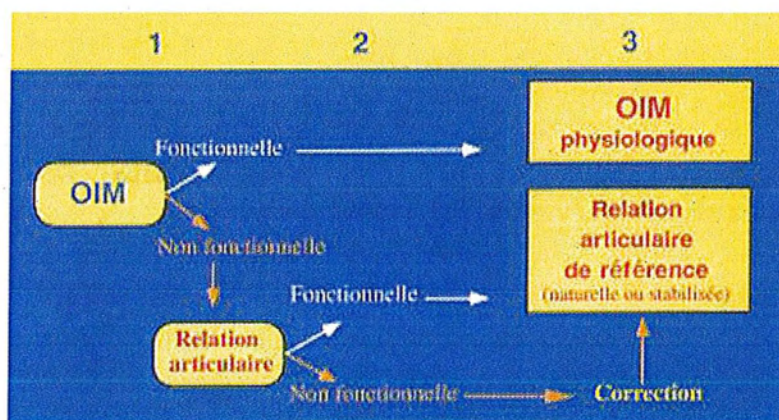 1 2 3
OIM
physiologique
Fonctionnelle
OIM
Non fonctionnelle
Relation
articulaire
de référence
(naturelle ou stabilisée)
Fonctionnelle
Relation
articulaire
Non fonctionnelle
Correction